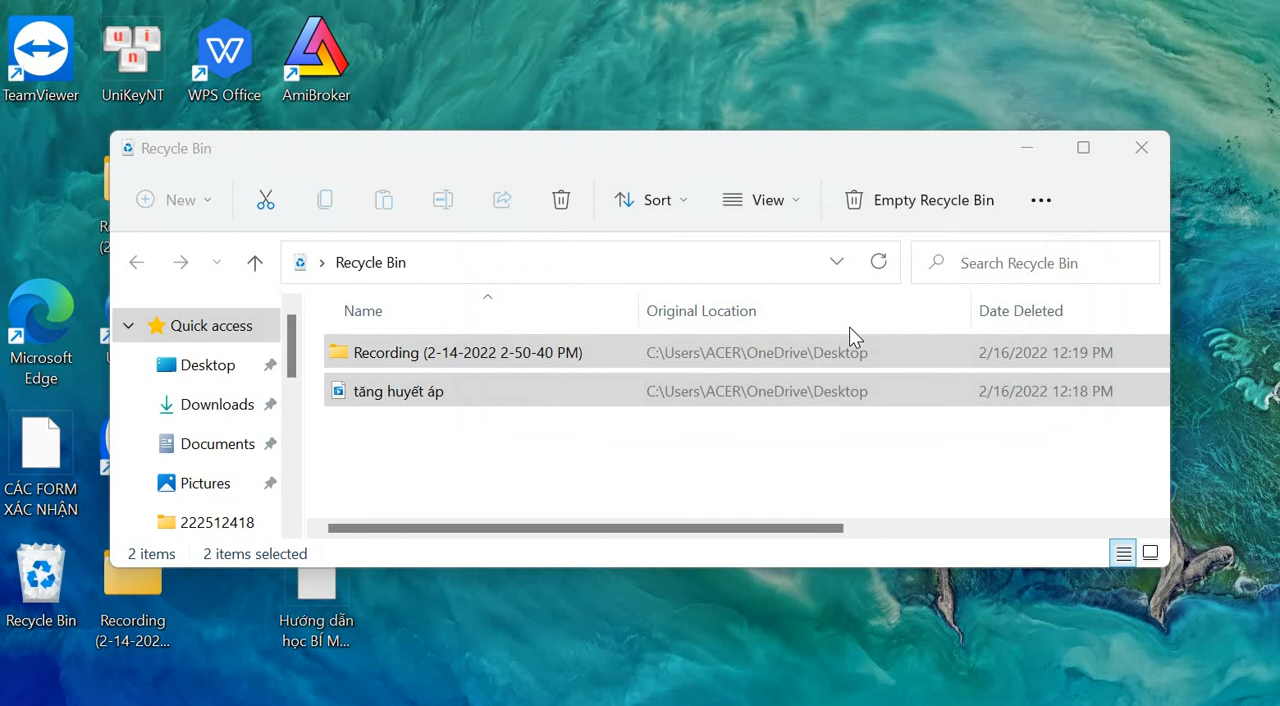 TeamViewer
UniKeyNT
WPS Office
AmiBroker
Recycle Bin
New
Sort
View
Empty Recycle Bin
Recycle Bin
Search Recycle Bin
Name
Original Location
Date Deleted
Quick access
Desktop
Downloads
Documents
Pictures
222512418
Recording (2-14-2022 2-50-40 PM)
C:\Users\ACER\OneDrive\Desktop
2/16/2022 12:19 PM
tăng huyết áp
C:\Users\ACER\OneDrive\Desktop
2/16/2022 12:18 PM
2 items
2 items selected
Microsoft
Edge
CÁC FORM
XÁC NHẬN
Recycle Bin
Recording
(2-14-202...
Hướng dẫn
học BÍ M...